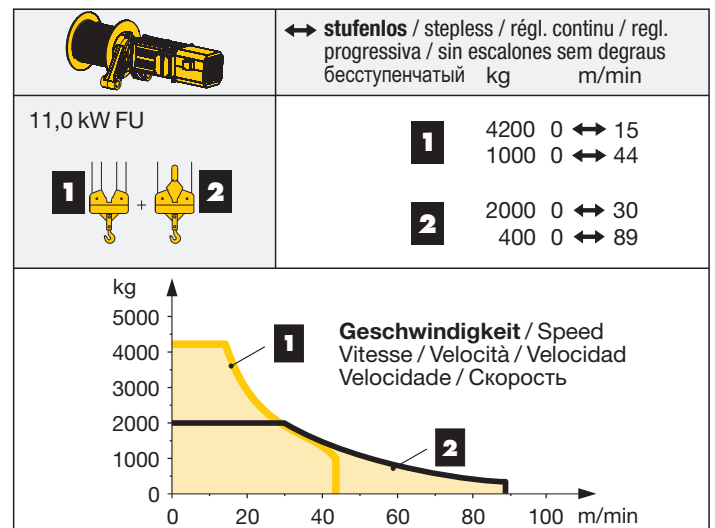 ↔ stufenlos / stepless / régl. continu / regl.
progressiva / sin escalones sem degraus
бесступенчатый kg m/min
11,0 kW FU
1 + 2
1 4200 0 ↔ 15
1000 0 ↔ 44
2 2000 0 ↔ 30
400 0 ↔ 89
kg
5000
4000
3000
2000
1000
0
1
Geschwindigkeit / Speed
Vitesse / Velocità / Velocidad
Velocidade / Скорость
2
0 20 40 60 80 100 m/min